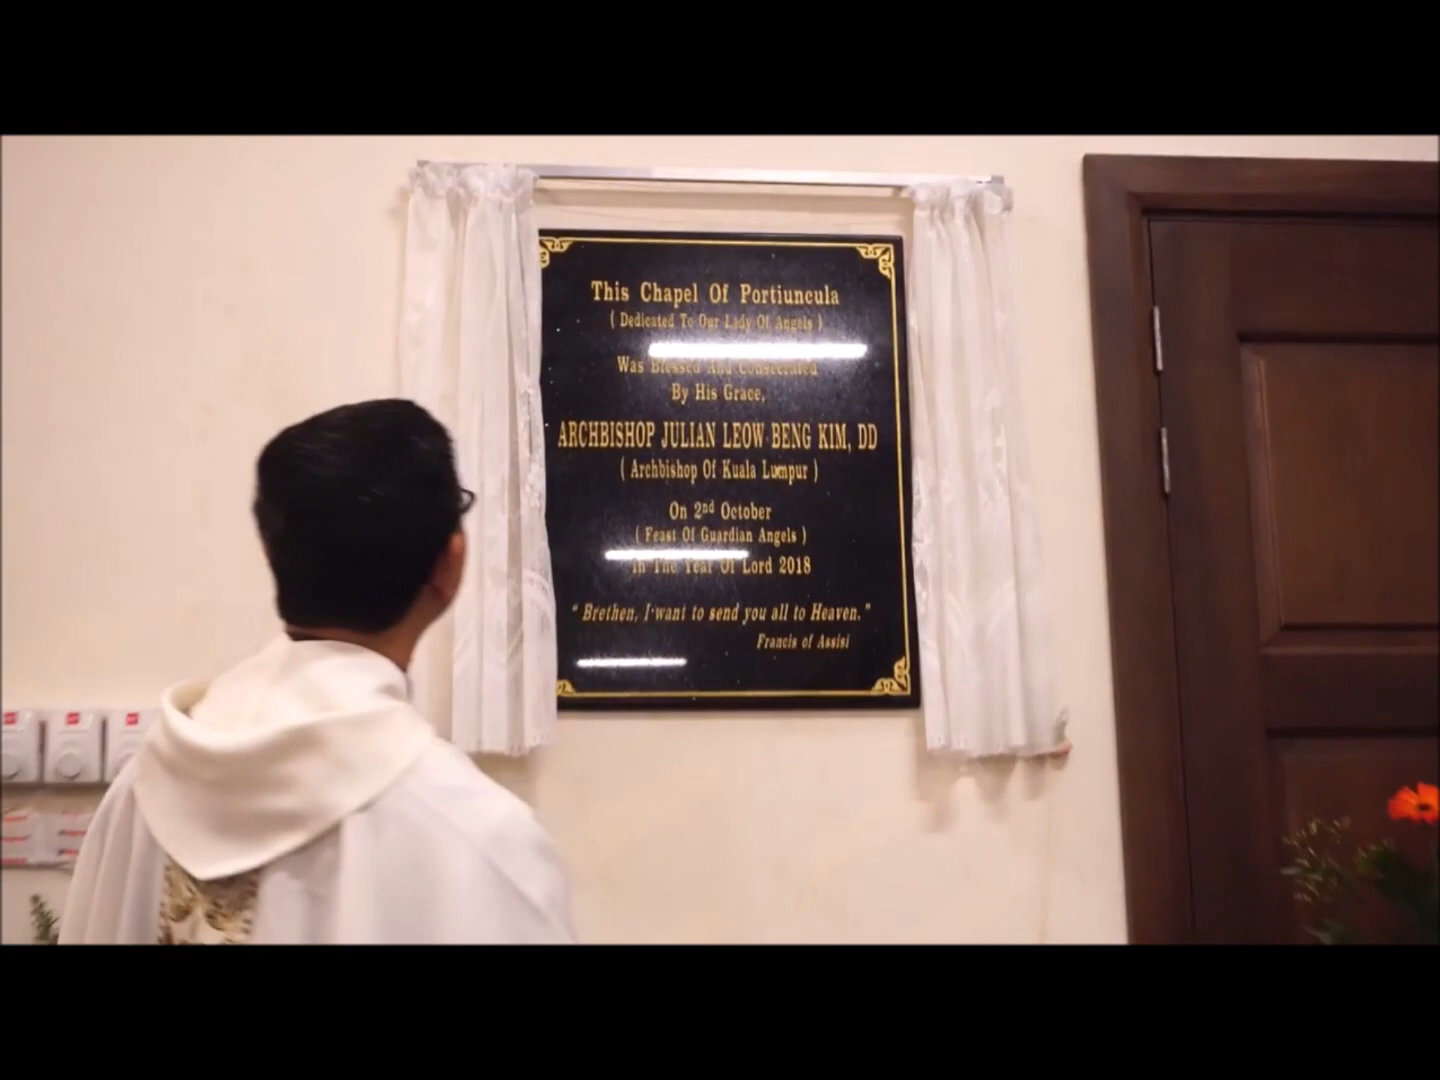 This Chapel Of Portiuncula
( Dedicated To Our Lady Of Angels )
Was Blessed And Consecrated
By His Grace,
ARCHBISHOP JULIAN LEOW BENG KIM, DD
( Archbishop Of Kuala Lumpur )
On 2nd October
( Feast Of Guardian Angels )
In The Year Of Lord 2018
" Brethen, I want to send you all to Heaven. "
Francis of Assisi